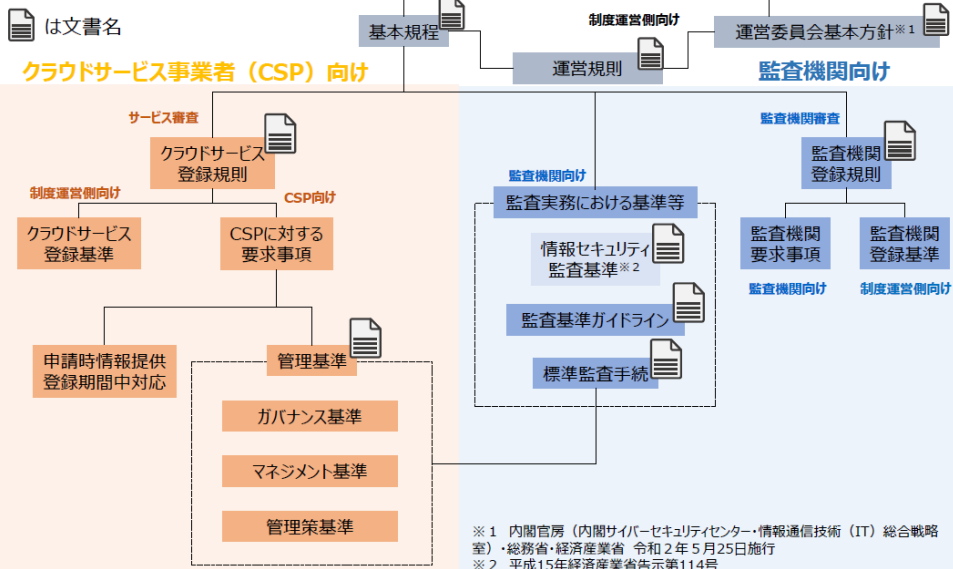 は文書名
基本規程
制度運営側向け
運営委員会基本方針※1
運営規則
クラウドサービス事業者（CSP）向け
監査機関向け
サービス審査
クラウドサービス
登録規則
制度運営側向け
CSP向け
クラウドサービス
登録基準
CSPに対する
要求事項
申請時情報提供
登録期間中対応
管理基準
ガバナンス基準
マネジメント基準
管理策基準
監査機関向け
監査実務における基準等
情報セキュリティ
監査基準※2
監査基準ガイドライン
標準監査手続
監査機関審査
監査機関
登録規則
監査機関
要求事項
監査機関
登録基準
監査機関向け
制度運営側向け
※１　内閣官房（内閣サイバーセキュリティセンター・情報通信技術（IT）総合戦略
室）・総務省・経済産業省 令和２年５月25日施行
※２　平成15年経済産業省告示第114号